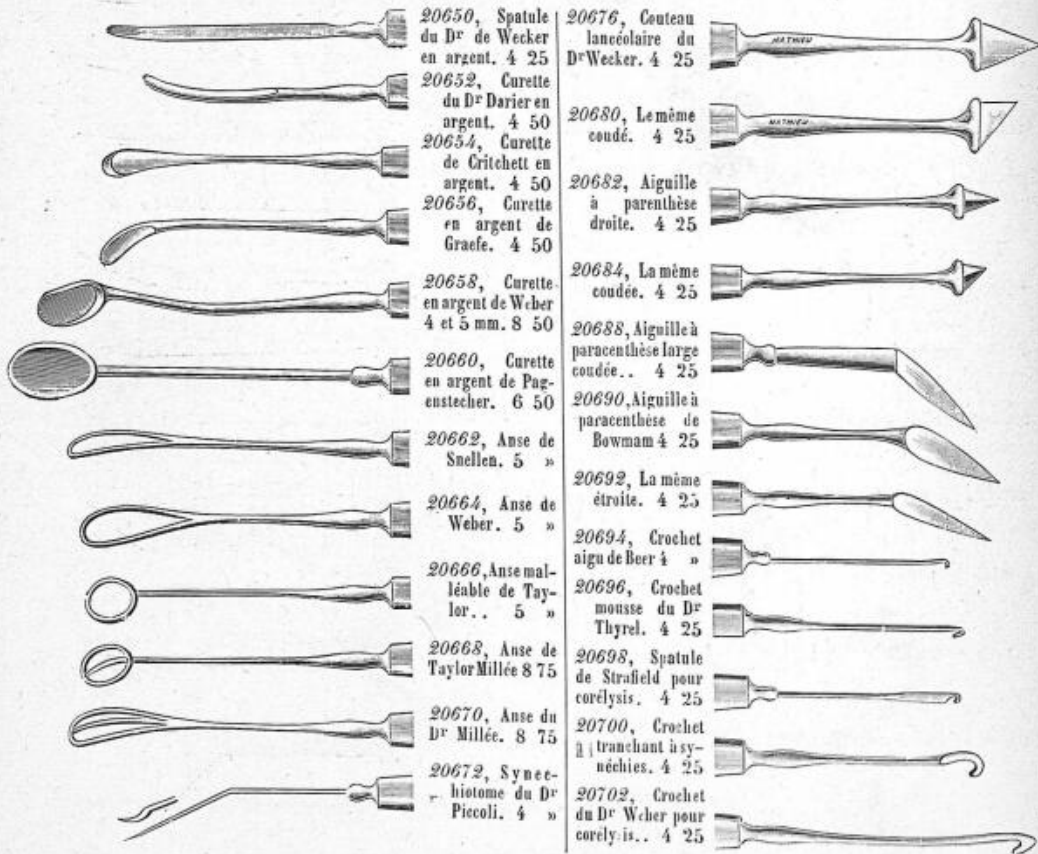 20650, Spatule
du Dr de Wecker
en argent. 4 25
20652, Curette
du Dr Darier en
argent. 4 50
20654, Curette
de Critchett en
argent. 4 50
20656, Curette
en argent de
Graefe. 4 50
20658, Curette
en argent de Weber
4 et 5 mm. 8 50
20660, Curette
en argent de Pag-
enstecher. 6 50
20662, Anse de
Snellen. 5 »
20664, Anse de
Weber. 5 »
20666, Anse mal-
léable de Tay-
lor.. 5 »
20668, Anse de
Taylor Millée 8 75
20670, Anse du
Dr Millée. 8 75
20672, Synec-
hiotome du Dr
Piccoli. 4 »
20676, Couteau
lancéolaire du
Dr Wecker. 4 25
MATHIEU
20680, Le même
coudé. 4 25
MATHIEU
20682, Aiguille
à parenthèse
droite. 4 25
20684, La même
coudée. 4 25
20688, Aiguille à
paracenthèse large
coudée.. 4 25
20690, Aiguille à
paracenthèse de
Bowmam 4 25
20692, La même
étroite. 4 25
20694, Crochet
aigu de Beer 4 »
20696, Crochet
mousse du Dr
Thyrel. 4 25
20698, Spatule
de Strafield pour
corélysis. 4 25
20700, Crochet
à tranchant à sy-
néchies. 4 25
20702, Crochet
du Dr Weber pour
corélysis.. 4 25